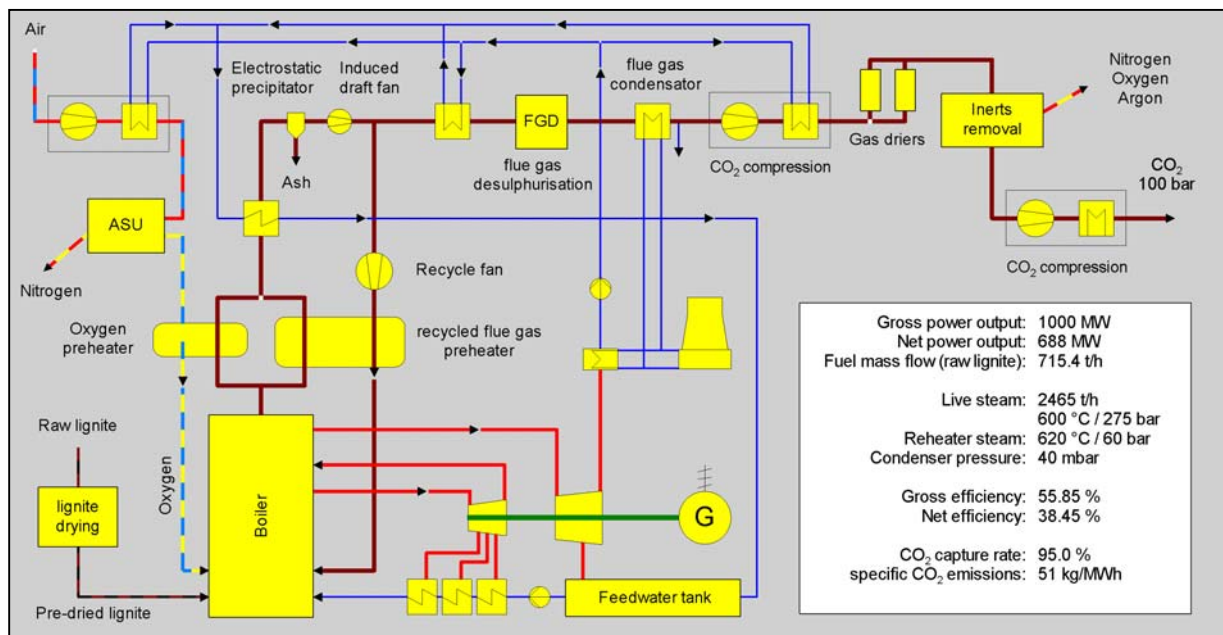 Air
Electrostatic
precipitator
Induced
draft fan
flue gas
condensator
Nitrogen
Oxygen
Argon
FGD
Inerts
removal
Gas driers
Ash
flue gas
desulphurisation
CO₂ compression
CO₂
100 bar
ASU
Nitrogen
Recycle fan
CO₂ compression
Oxygen
preheater
recycled flue gas
preheater
Raw lignite
Oxygen
lignite
drying
Boiler
G
Pre-dried lignite
Feedwater tank
Gross power output: 1000 MW
Net power output: 688 MW
Fuel mass flow (raw lignite): 715.4 t/h
Live steam: 2465 t/h
600 °C / 275 bar
Reheater steam: 620 °C / 60 bar
Condenser pressure: 40 mbar
Gross efficiency: 55.85 %
Net efficiency: 38.45 %
CO₂ capture rate: 95.0 %
specific CO₂ emissions: 51 kg/MWh